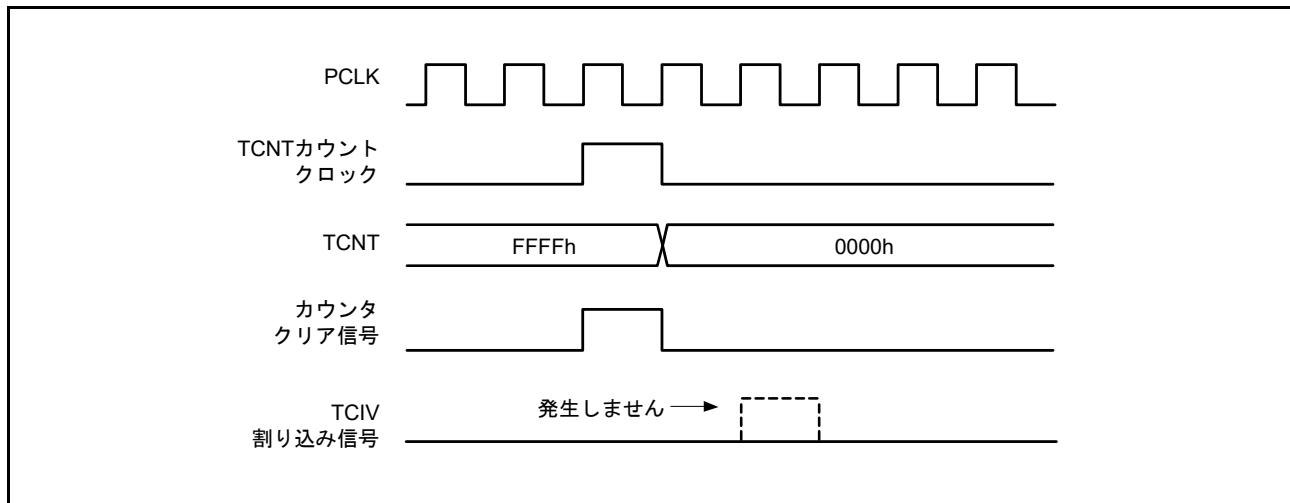 PCLK
TCNTカウント
クロック
TCNT
FFFFh
0000h
カウンタ
クリア信号
TCIV
割り込み信号
発生しません